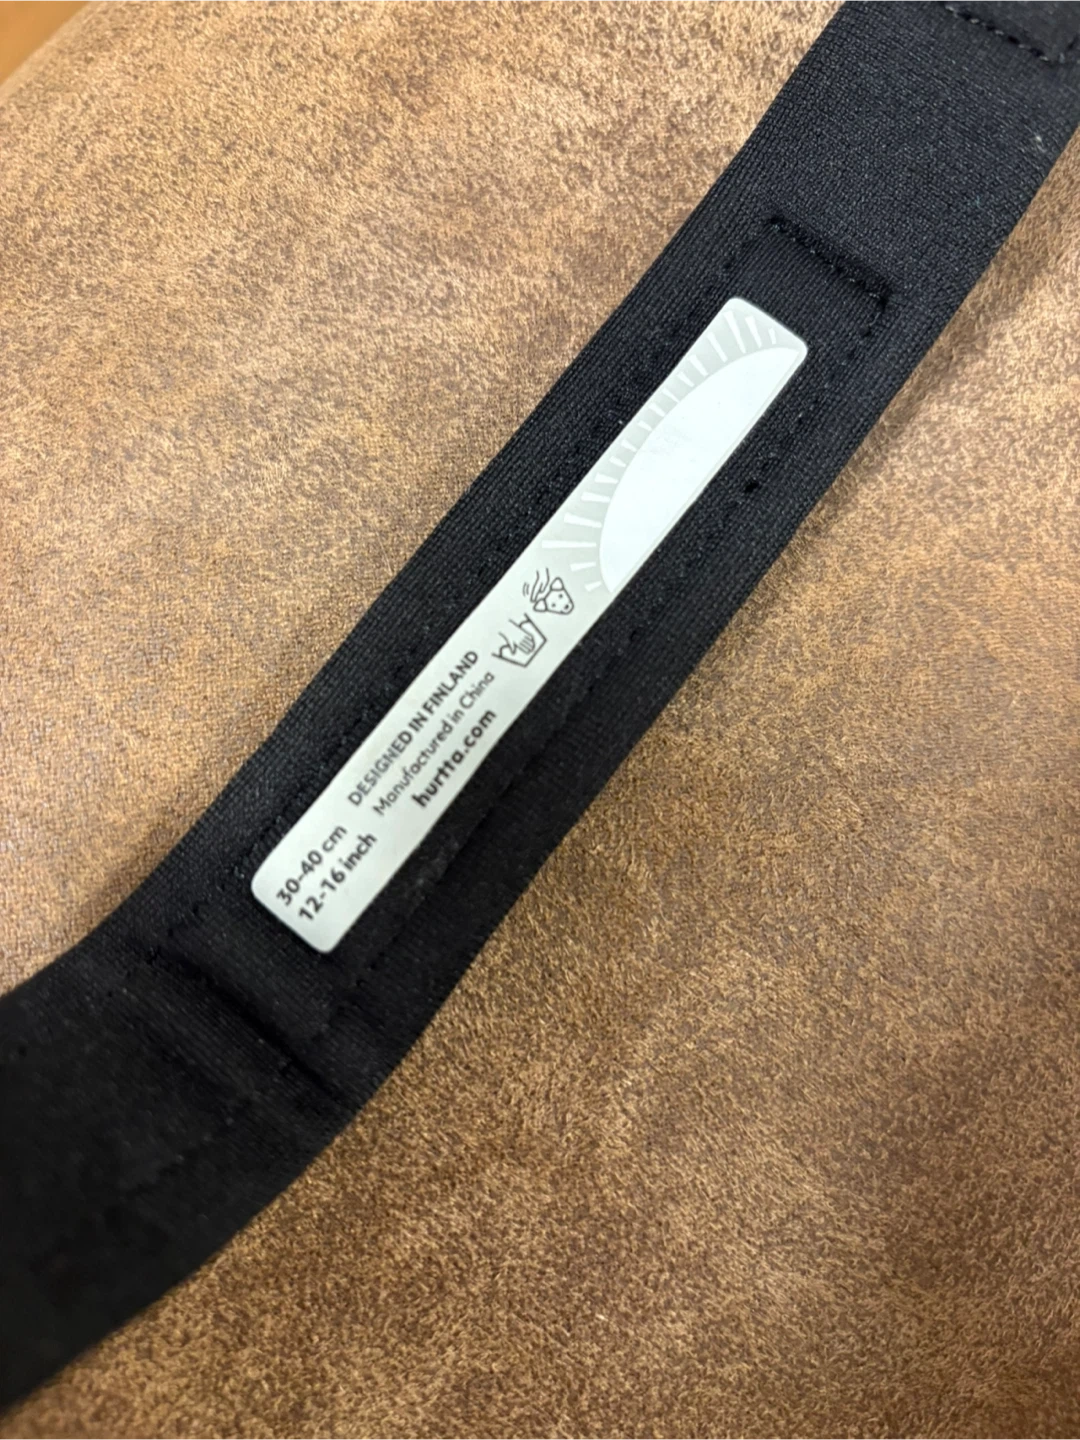 30-40 cm
12-16 inch
DESIGNED IN FINLAND
Manufactured in China
hurtta.com